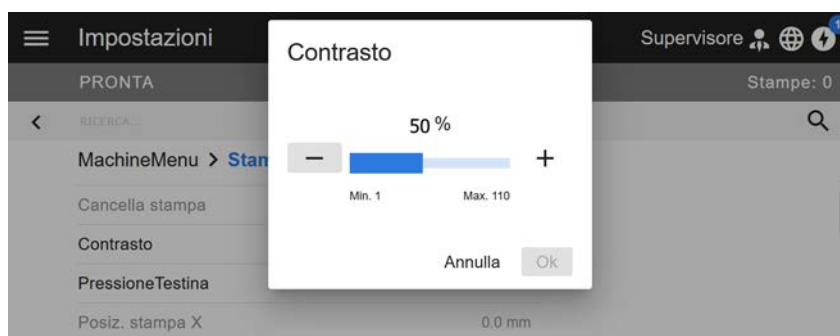 Impostazioni
Supervisore
1
PRONTA
Stampe: 0
RICERCA...
MachineMenu > Stam
Cancella stampa
Contrasto
PressioneTestina
Posiz. stampa X
0.0 mm
Contrasto
50 %
− +
Min. 1
Max. 110
Annulla
Ok